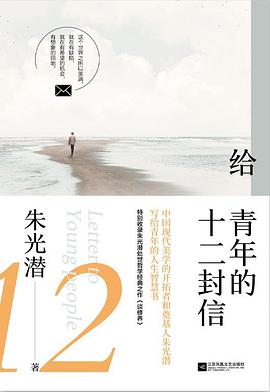 这个世界之所以美满,
就在有缺陷,
就在有希望的机会,
有想象的田地。
给
青年的
十二封信
中国现代美学的开拓者和奠基人朱光潜
写给青年的人生智慧书
特别收录朱光潜处世哲学经典之作《谈修养》
Letter to
Young people
12
朱光潜
著
江苏凤凰文艺出版社